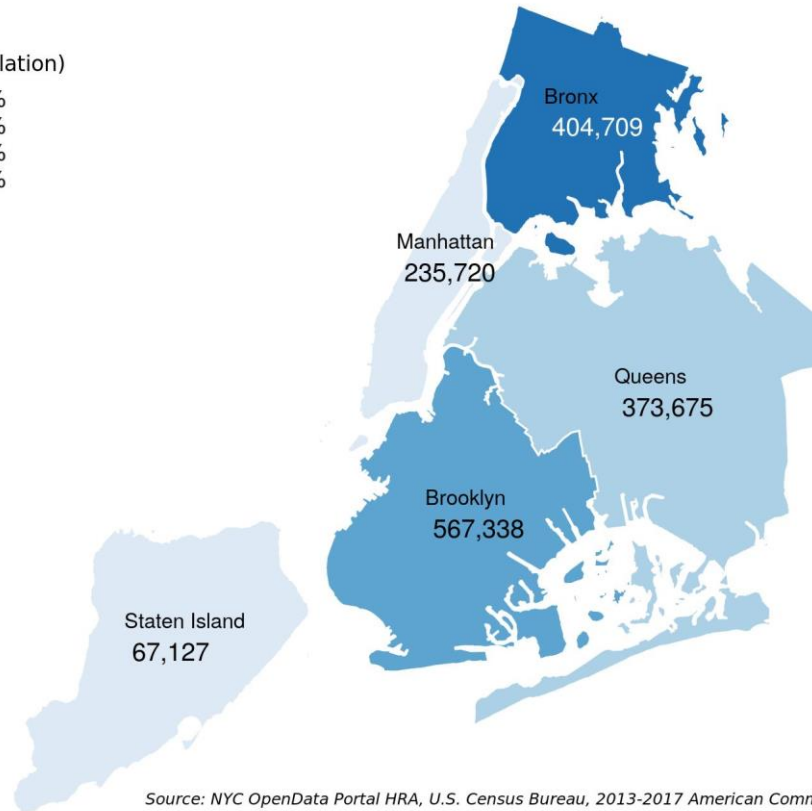 lation)
%
%
%
%
Bronx
404,709
Manhattan
235,720
Queens
373,675
Brooklyn
567,338
Staten Island
67,127
Source: NYC OpenData Portal HRA, U.S. Census Bureau, 2013-2017 American Comm